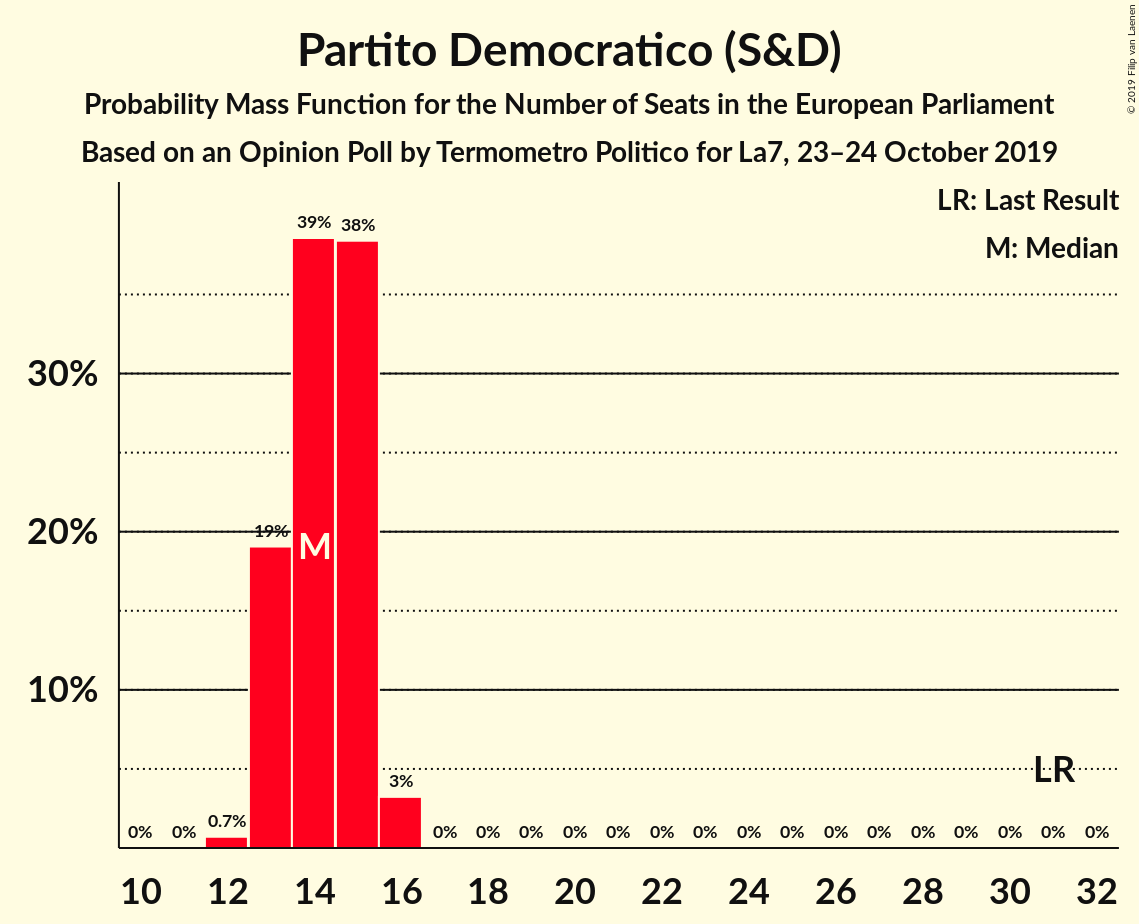 Partito Democratico (S&D)
Probability Mass Function for the Number of Seats in the European Parliament
Based on an Opinion Poll by Termometro Politico for La7, 23–24 October 2019
© 2019 Filip van Laenen
LR: Last Result
M: Median
39% 38%
30%
20% 19%
M
10%
LR
3%
0.7%
0% 0% 0% 0% 0% 0% 0% 0% 0% 0% 0% 0% 0% 0% 0% 0% 0% 0%
10 12 14 16 18 20 22 24 26 28 30 32